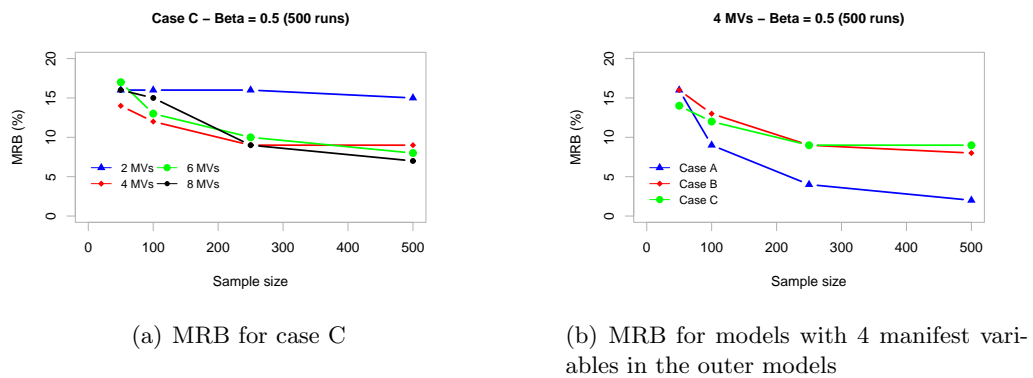 Case C − Beta = 0.5 (500 runs)
MRB (%)
20
15
10
5
0
2 MVs
4 MVs
6 MVs
8 MVs
0 100 200 300 400 500
Sample size
(a) MRB for case C
4 MVs − Beta = 0.5 (500 runs)
MRB (%)
20
15
10
5
0
Case A
Case B
Case C
0 100 200 300 400 500
Sample size
(b) MRB for models with 4 manifest vari-
ables in the outer models